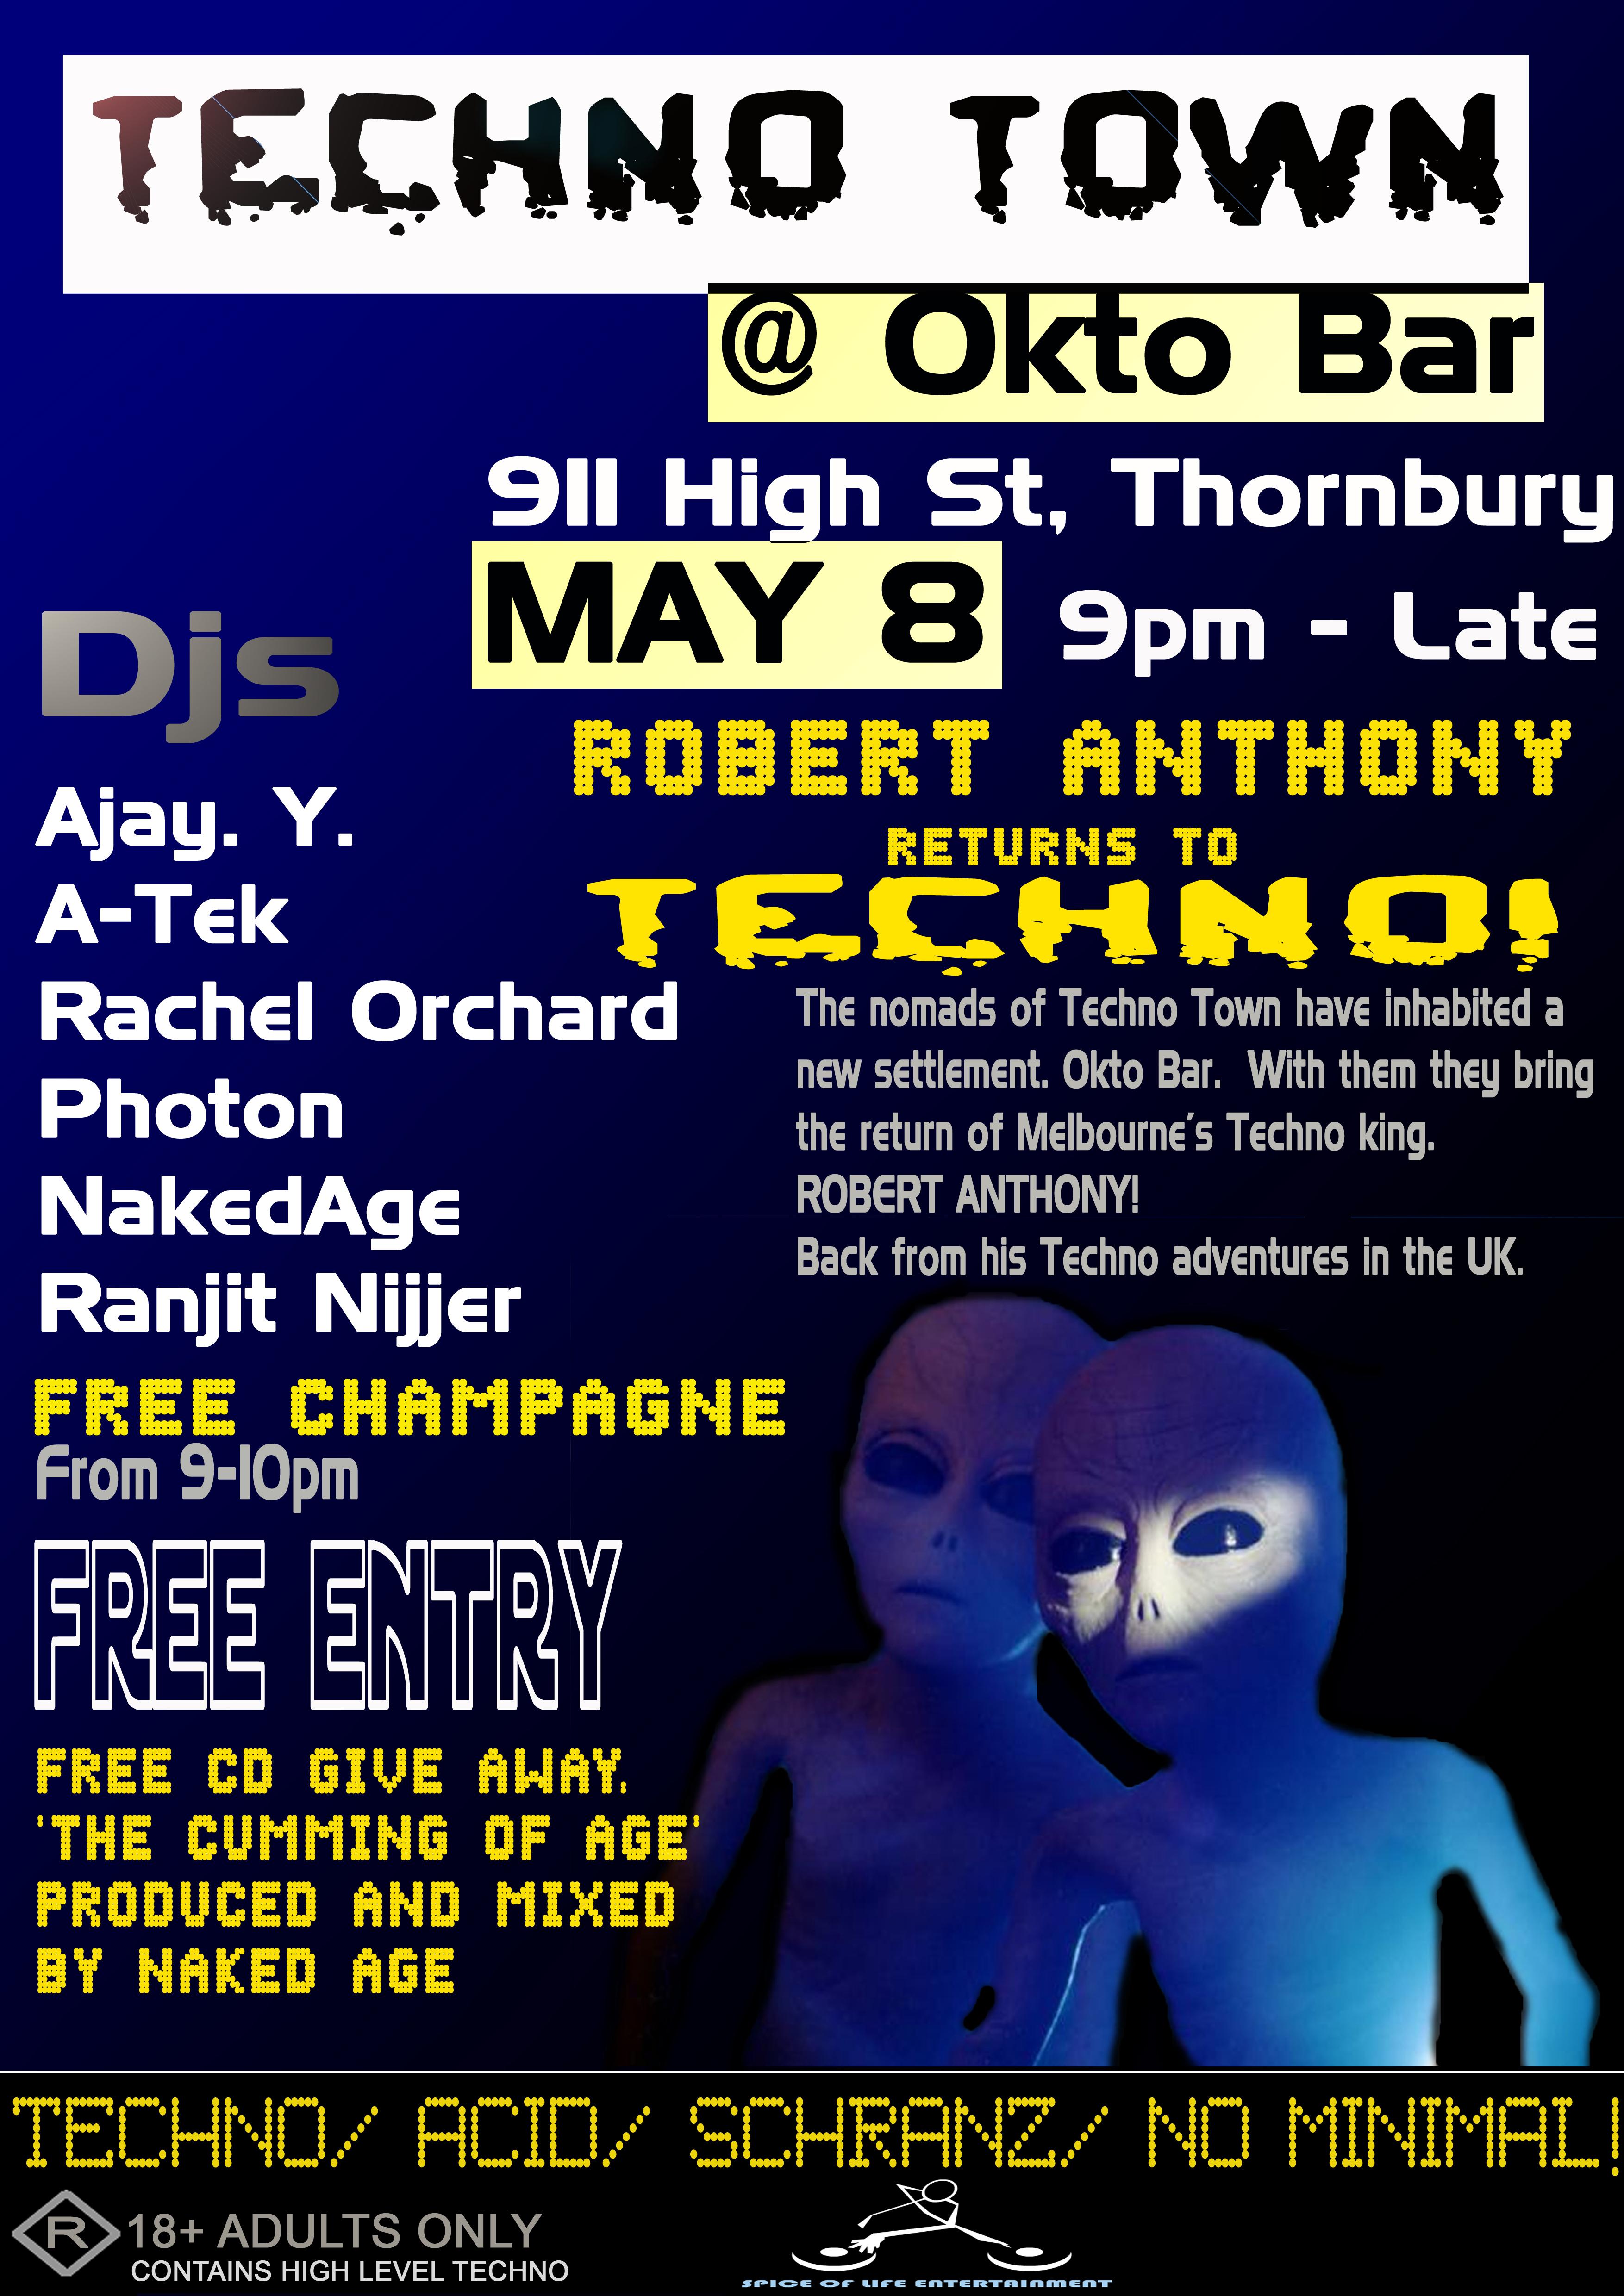 TECHNO TOWN
@ Okto Bar
911 High St, Thornbury
MAY 8 9pm - Late
ROBERT ANTHONY
RETURNS TO
TECHNO!
The nomads of Techno Town have inhabited a
new settlement. Okto Bar. With them they bring
the return of Melbourne's Techno king.
ROBERT ANTHONY!
Back from his Techno adventures in the UK.
Djs
Ajay. Y.
A-Tek
Rachel Orchard
Photon
NakedAge
Ranjit Nijjer
FREE CHAMPAGNE
From 9-10pm
FREE ENTRY
FREE CD GIVE AWAY.
'THE CUMMING OF AGE'
PRODUCED AND MIXED
BY NAKED AGE
TECHNO/ ACID/ SCHRANZ/ NO MINIMAL!
R 18+ ADULTS ONLY
CONTAINS HIGH LEVEL TECHNO
SPICE OF LIFE ENTERTAINMENT